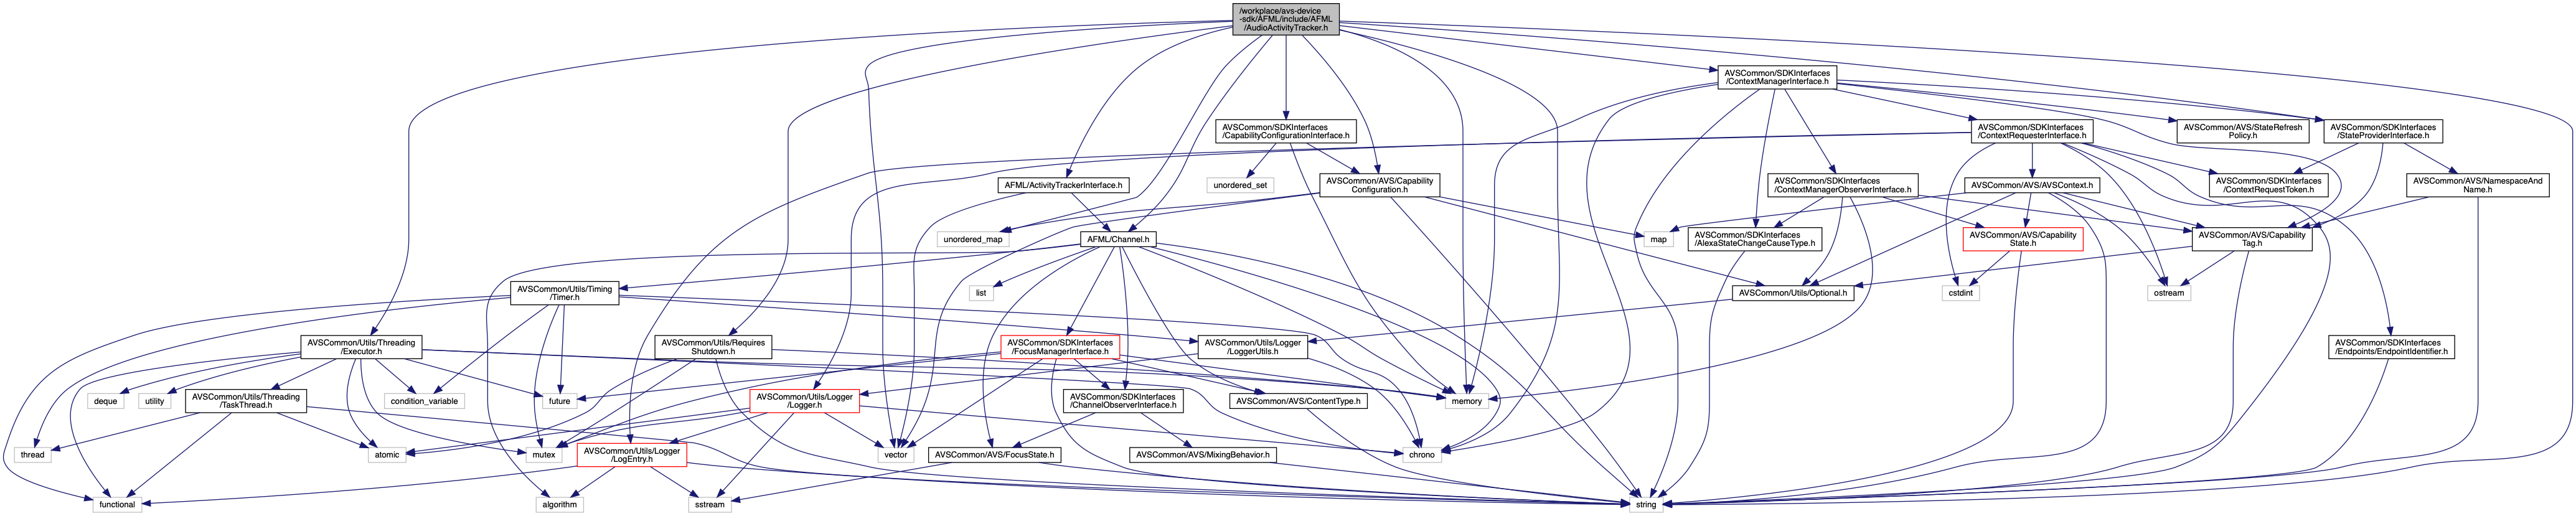 /workplace/avs-device
-sdk/AFML/include/AFML
/AudioActivityTracker.h
AVSCommon/SDKInterfaces
/ContextManagerInterface.h
AVSCommon/SDKInterfaces
/CapabilityConfigurationInterface.h
AVSCommon/SDKInterfaces
/ContextRequesterInterface.h
AVSCommon/AVS/StateRefresh
Policy.h
AVSCommon/SDKInterfaces
/StateProviderInterface.h
AFML/ActivityTrackerInterface.h
unordered_set
AVSCommon/AVS/Capability
Configuration.h
AVSCommon/SDKInterfaces
/ContextManagerObserverInterface.h
AVSCommon/AVS/AVSContext.h
AVSCommon/SDKInterfaces
/ContextRequestToken.h
AVSCommon/AVS/NamespaceAnd
Name.h
unordered_map
AFML/Channel.h
map
AVSCommon/SDKInterfaces
/AlexaStateChangeCauseType.h
AVSCommon/AVS/Capability
State.h
AVSCommon/AVS/Capability
Tag.h
AVSCommon/Utils/Timing
/Timer.h
list
AVSCommon/Utils/Optional.h
cstdint
ostream
AVSCommon/Utils/Threading
/Executor.h
AVSCommon/Utils/Requires
Shutdown.h
AVSCommon/SDKInterfaces
/FocusManagerInterface.h
AVSCommon/Utils/Logger
/LoggerUtils.h
AVSCommon/SDKInterfaces
/Endpoints/EndpointIdentifier.h
deque
utility
AVSCommon/Utils/Threading
/TaskThread.h
condition_variable
future
AVSCommon/Utils/Logger
/Logger.h
AVSCommon/SDKInterfaces
/ChannelObserverInterface.h
AVSCommon/AVS/ContentType.h
memory
thread
atomic
mutex
AVSCommon/Utils/Logger
/LogEntry.h
vector
AVSCommon/AVS/FocusState.h
AVSCommon/AVS/MixingBehavior.h
chrono
functional
algorithm
sstream
string